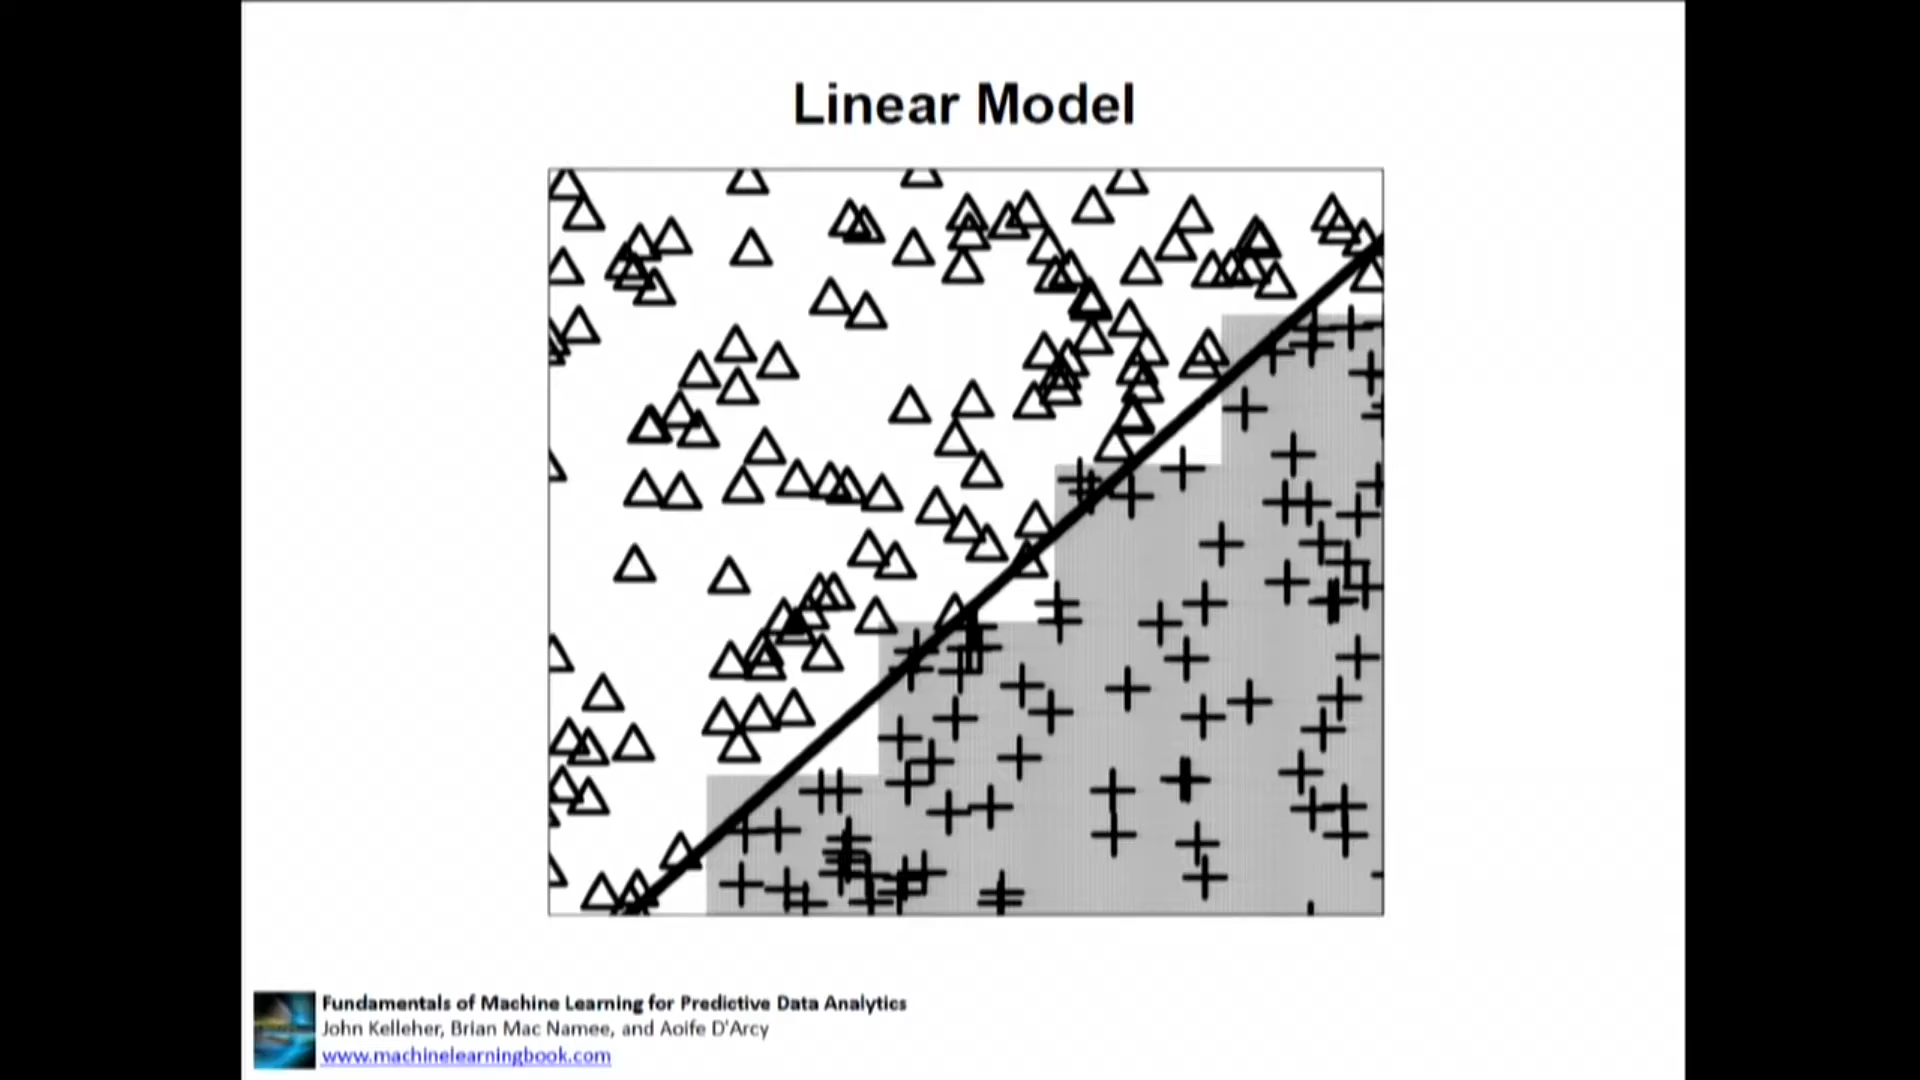 Linear Model
Fundamentals of Machine Learning for Predictive Data Analytics
John Kelleher, Brian Mac Namee, and Aoife D'Arcy
www.machinelearningbook.com